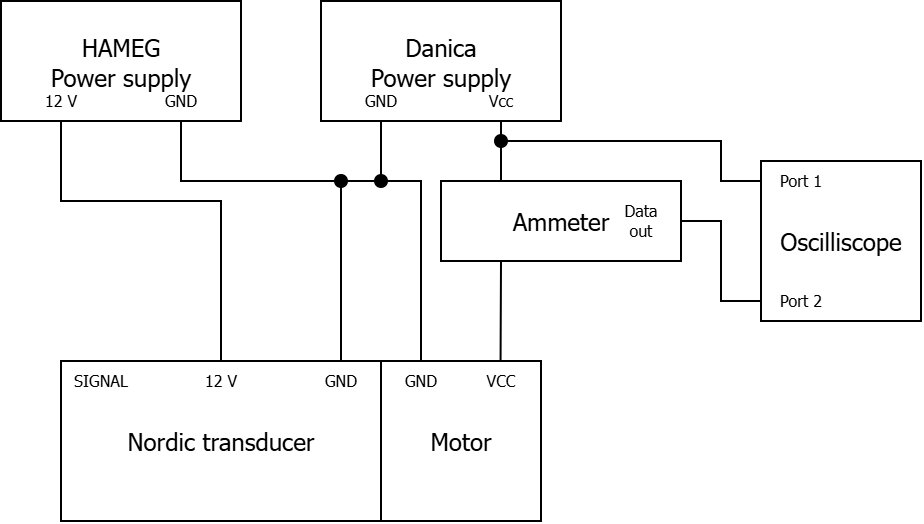 HAMEG
Power supply
12 V
GND
Danica
Power supply
GND
Vcc
Ammeter
Data
out
Port 1
Oscilliscope
Port 2
SIGNAL
12 V
GND
Nordic transducer
GND
VCC
Motor